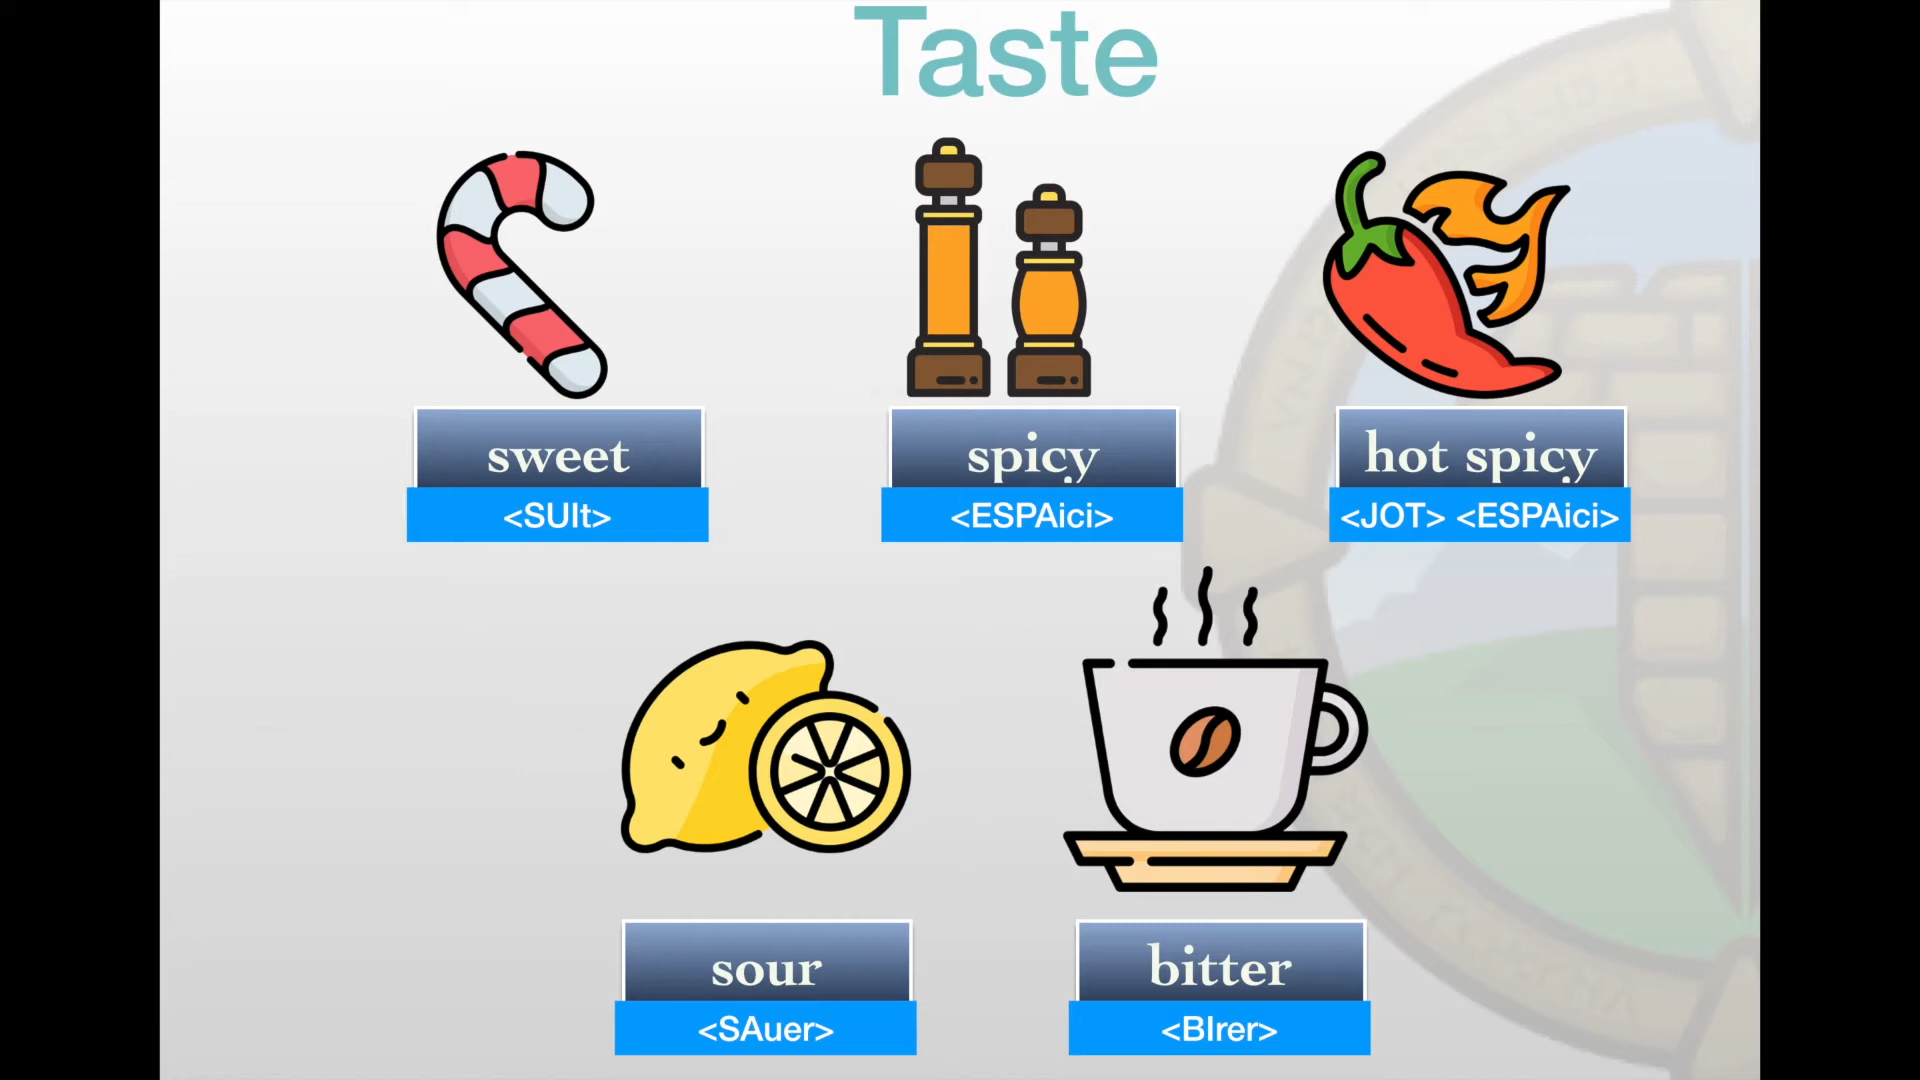 Taste
sweet
<SUIt>
spicy
<ESPAici>
hot spicy
<JOT> <ESPAici>
sour
<SAuer>
bitter
<BIrer>